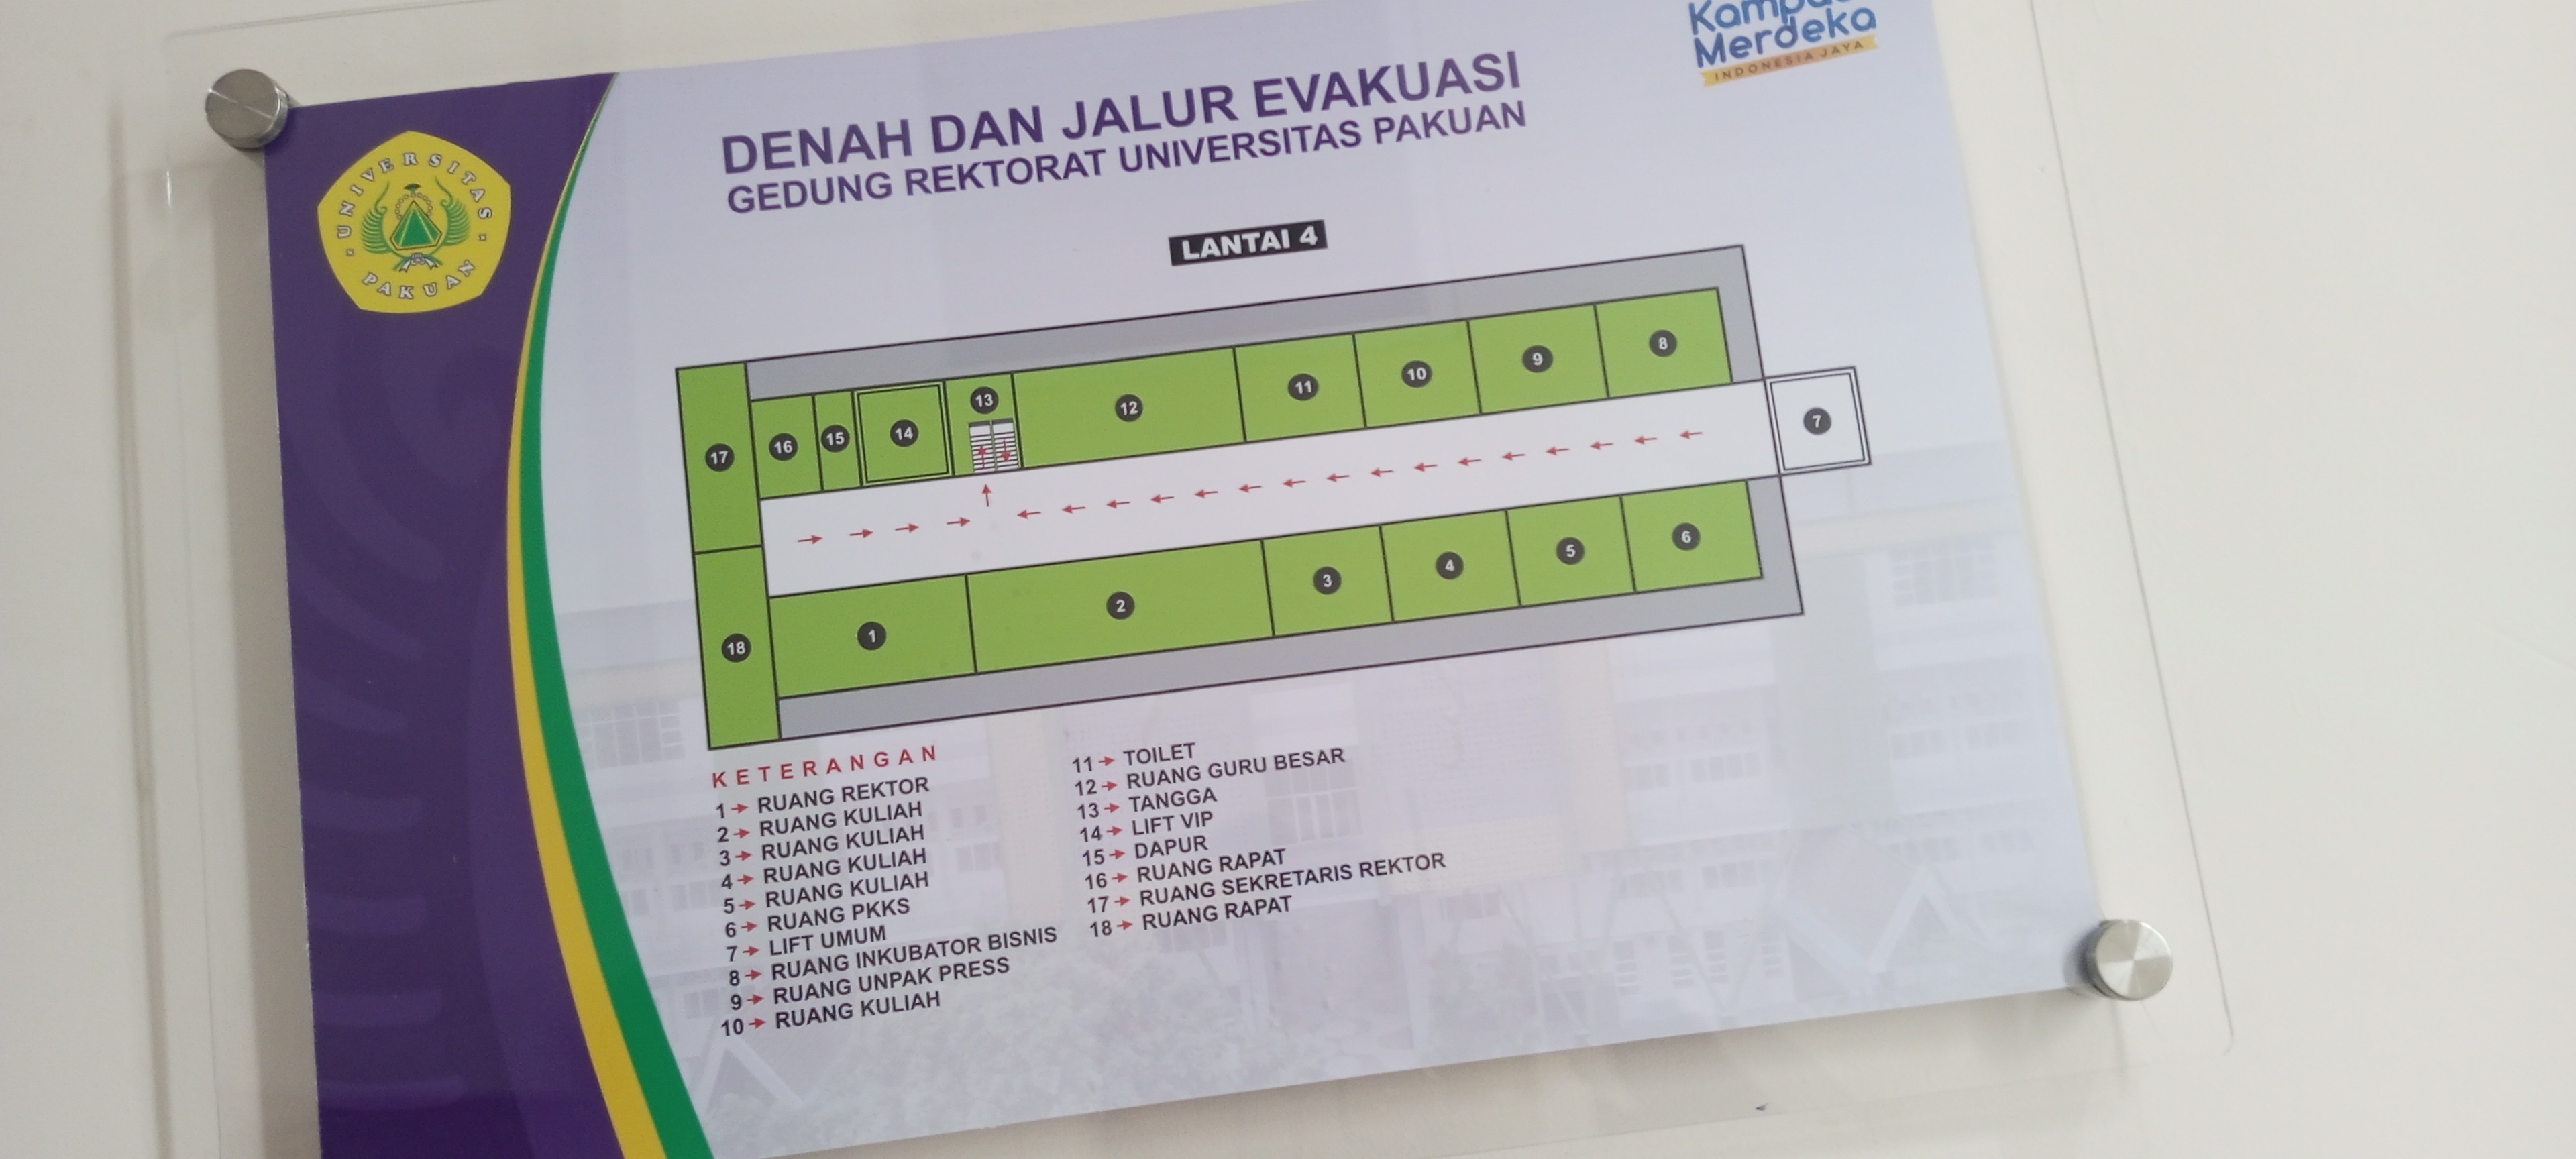 UNIVERSITAS
PAKUAN
Merdeka
INDONESIA JAYA
DENAH DAN JALUR EVAKUASI
GEDUNG REKTORAT UNIVERSITAS PAKUAN
LANTAI 4
17
16
15
14
13
12
11
10
9
8
7
18
1
2
3
4
5
6
KETERANGAN
1 → RUANG REKTOR
2 → RUANG KULIAH
3 → RUANG KULIAH
4 → RUANG KULIAH
5 → RUANG KULIAH
6 → RUANG PKKS
7 → LIFT UMUM
8 → RUANG INKUBATOR BISNIS
9 → RUANG UNPAK PRESS
10 → RUANG KULIAH
11 → TOILET
12 → RUANG GURU BESAR
13 → TANGGA
14 → LIFT VIP
15 → DAPUR
16 → RUANG RAPAT
17 → RUANG SEKRETARIS REKTOR
18 → RUANG RAPAT